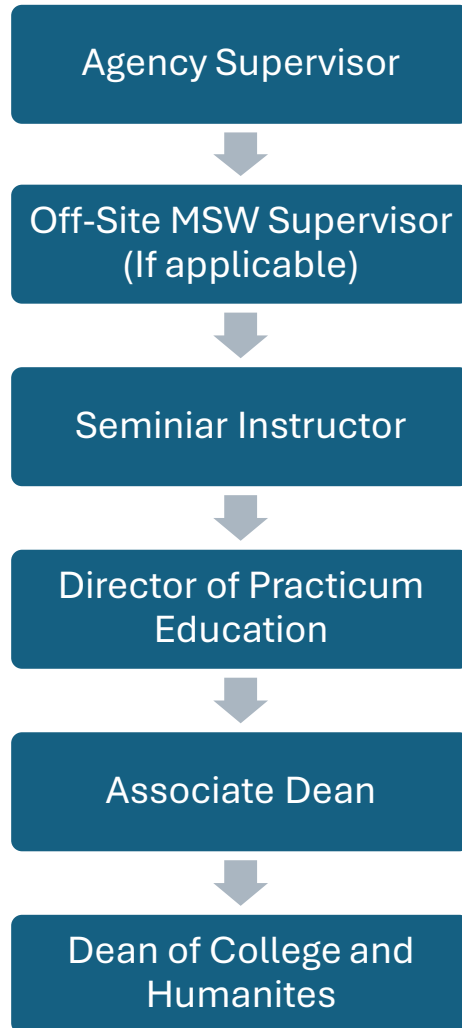 Agency Supervisor
Off-Site MSW Supervisor
(If applicable)
Seminiar Instructor
Director of Practicum
Education
Associate Dean
Dean of College and
Humanites